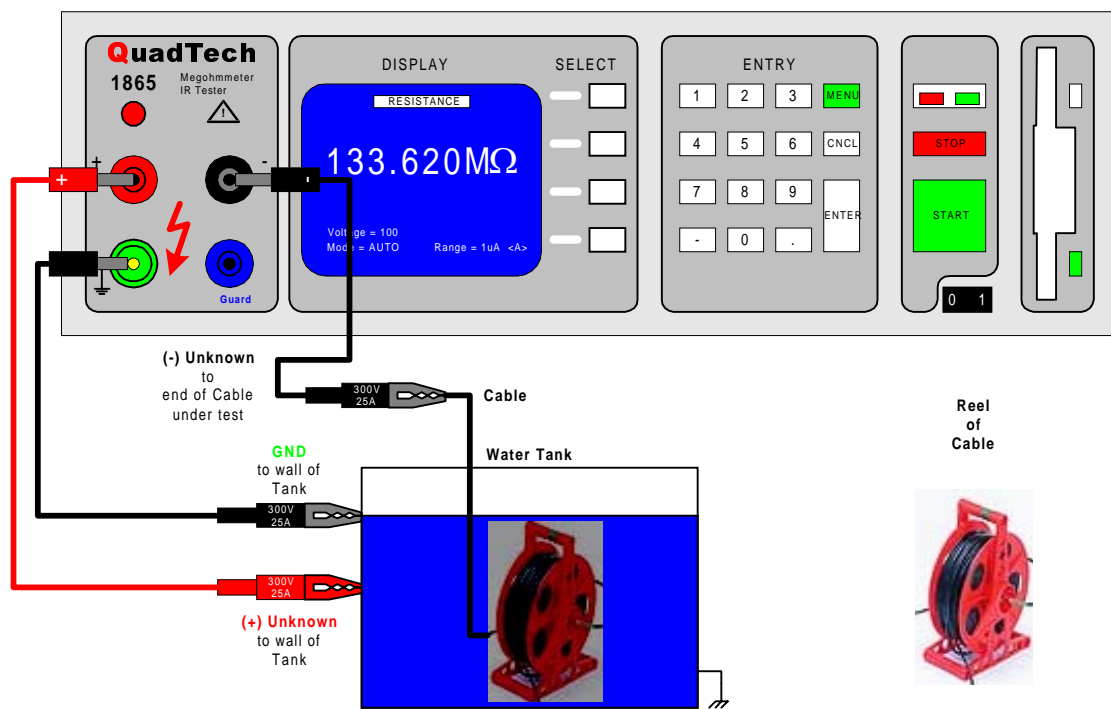 QuadTech
1865
Megohmmeter
IR Tester
!
+
-
+
-
Guard
DISPLAY
RESISTANCE
133.620MΩ
Voltage = 100
Mode = AUTO Range = 1uA <A>
SELECT
ENTRY
1 2 3 MENU
4 5 6 CNCL
7 8 9
ENTER
- 0 .
STOP
START
0 1
(-) Unknown
to
end of Cable
under test
300V
25A
Cable
Reel
of
Cable
GND
to wall of
Tank
Water Tank
300V
25A
300V
25A
(+) Unknown
to wall of
Tank